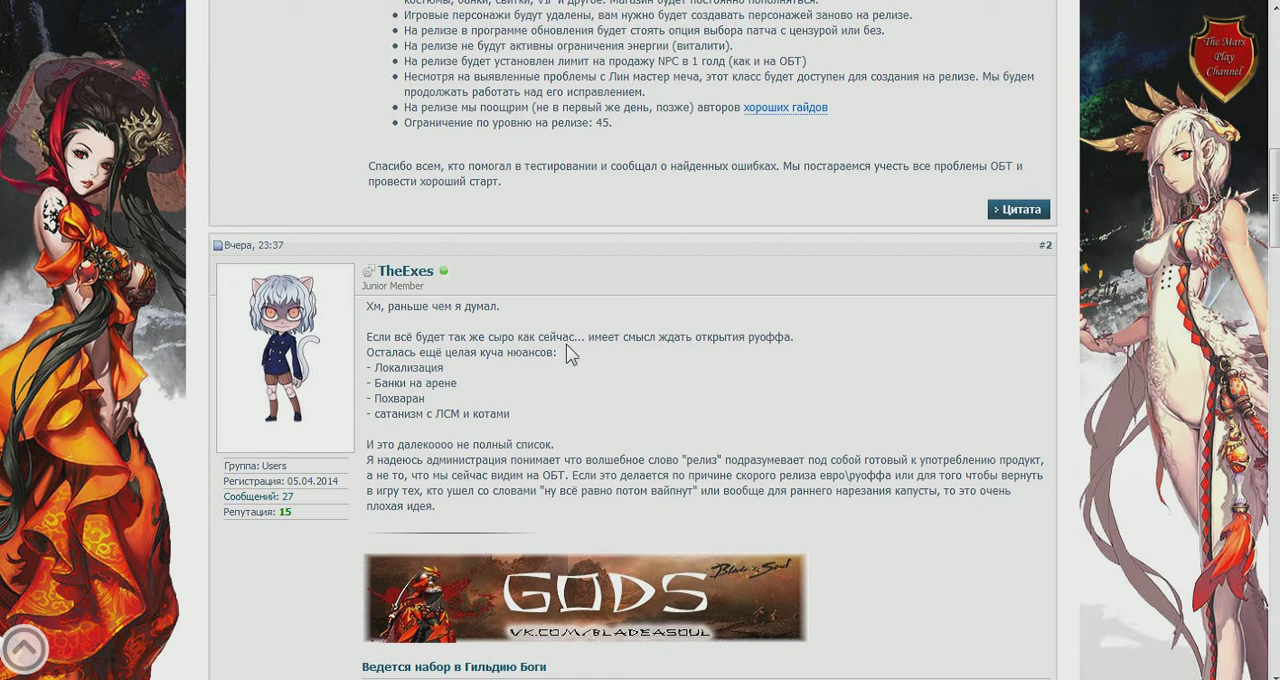 костюмы, банки, свитки, VIP и другое. Магазин будет постоянно пополняться.
Игровые персонажи будут удалены, вам нужно будет создавать персонажей заново на релизе.
На релизе в программе обновления будет стоять опция выбора патча с цензурой или без.
На релизе не будут активны ограничения энергии (виталити).
На релизе будет установлен лимит на продажу NPC в 1 голд (как и на ОБТ)
Несмотря на выявленные проблемы с Лин мастер меча, этот класс будет доступен для создания на релизе. Мы будем
продолжать работать над его исправлением.
На релизе мы поощрим (не в первый же день, позже) авторов хороших гайдов
Ограничение по уровню на релизе: 45.
Спасибо всем, кто помогал в тестировании и сообщал о найденных ошибках. Мы постараемся учесть все проблемы ОБТ и
провести хороший старт.
› Цитата
Вчера, 23:37
#2
TheExes
Junior Member
Хм, раньше чем я думал.
Если всё будет так же сыро как сейчас... имеет смысл ждать открытия руоффа.
Осталась ещё целая куча нюансов:
- Локализация
- Банки на арене
- Похваран
- сатанизм с ЛСМ и котами
И это далекоооо не полный список.
Я надеюсь администрация понимает что волшебное слово "релиз" подразумевает под собой готовый к употреблению продукт,
а не то, что мы сейчас видим на ОБТ. Если это делается по причине скорого релиза евро\руоффа или для того чтобы вернуть
в игру тех, кто ушел со словами "ну всё равно потом вайпнут" или вообще для раннего нарезания капусты, то это очень
плохая идея.
Группа: Users
Регистрация: 05.04.2014
Сообщений: 27
Репутация: 15
Blade & Soul
GODS
VK.COM/BLADEASOUL
Ведется набор в Гильдию Боги
The Mars
Play
Channel